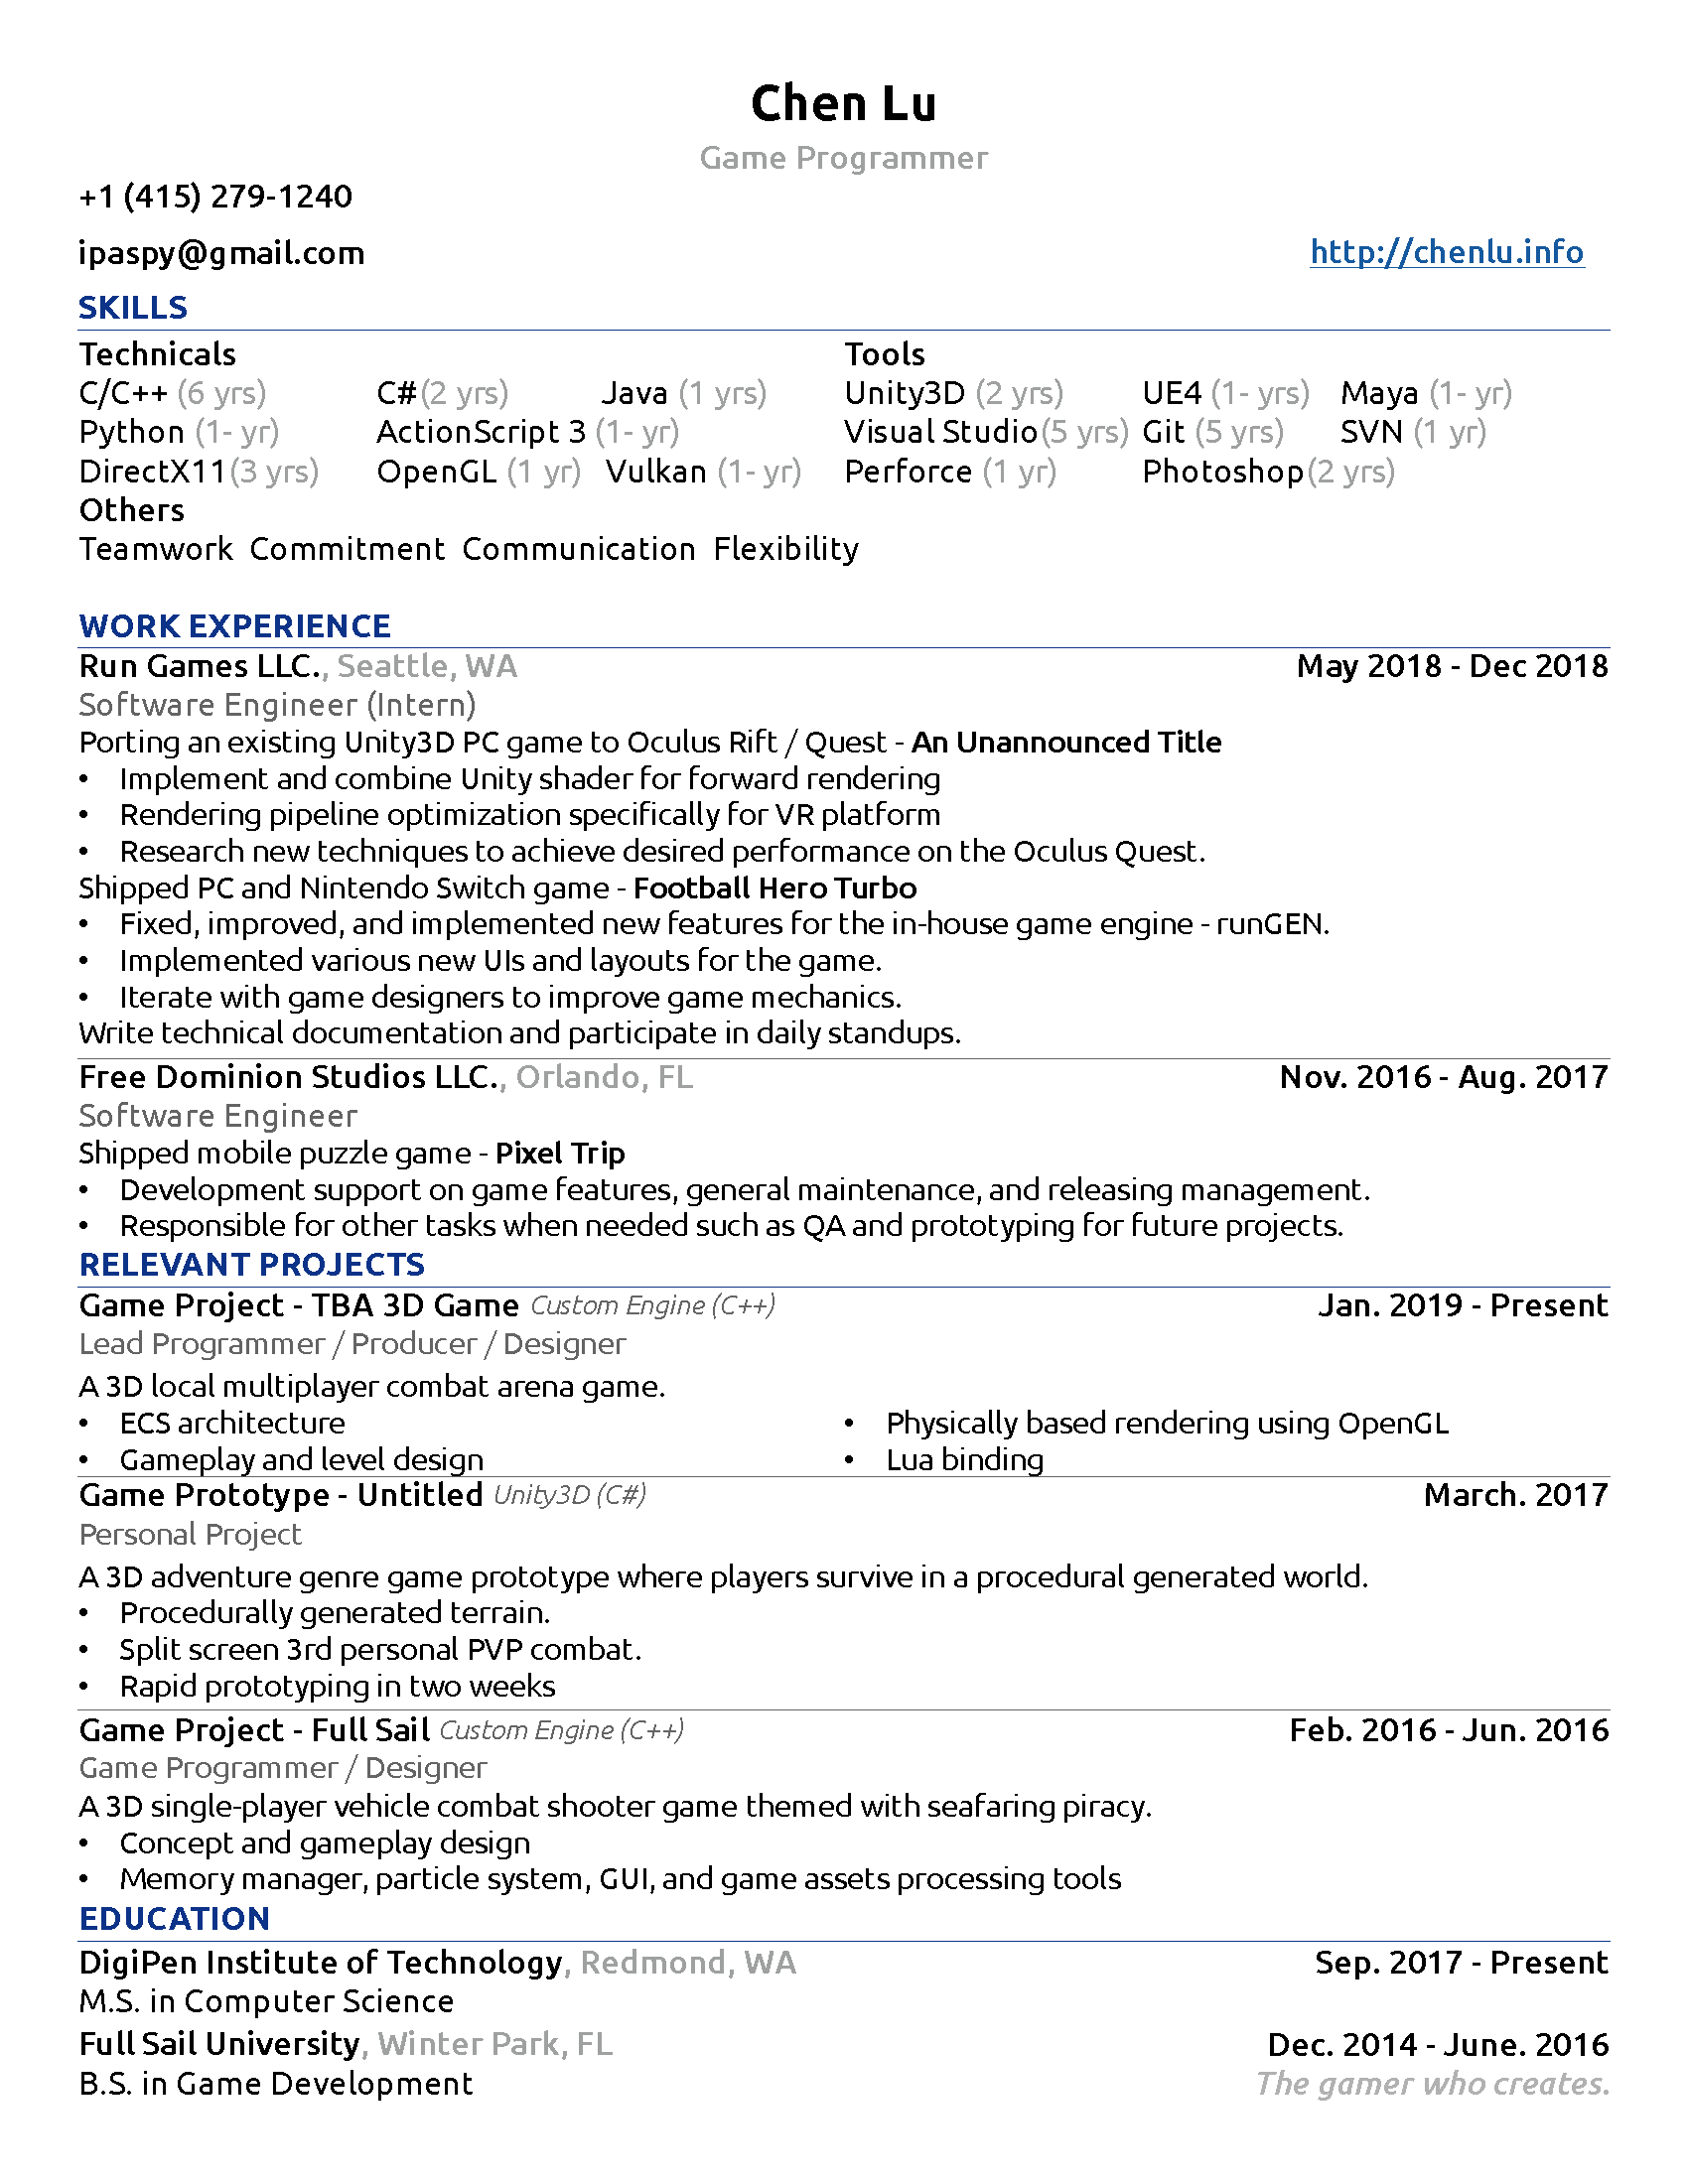 Chen Lu
Game Programmer
+1 (415) 279-1240
ipaspy@gmail.com http://chenlu.info
SKILLS
Technicals Tools
C/C++ (6 yrs) C#(2 yrs) Java (1 yrs) Unity3D (2 yrs) UE4 (1- yrs) Maya (1- yr)
Python (1- yr) ActionScript 3 (1- yr) Visual Studio(5 yrs) Git (5 yrs) SVN (1 yr)
DirectX11(3 yrs) OpenGL (1 yr) Vulkan (1- yr) Perforce (1 yr) Photoshop(2 yrs)
Others
Teamwork Commitment Communication Flexibility
WORK EXPERIENCE
Run Games LLC., Seattle, WA May 2018 - Dec 2018
Software Engineer (Intern)
Porting an existing Unity3D PC game to Oculus Rift / Quest - An Unannounced Title
• Implement and combine Unity shader for forward rendering
• Rendering pipeline optimization specifically for VR platform
• Research new techniques to achieve desired performance on the Oculus Quest.
Shipped PC and Nintendo Switch game - Football Hero Turbo
• Fixed, improved, and implemented new features for the in-house game engine - runGEN.
• Implemented various new UIs and layouts for the game.
• Iterate with game designers to improve game mechanics.
Write technical documentation and participate in daily standups.
Free Dominion Studios LLC., Orlando, FL Nov. 2016 - Aug. 2017
Software Engineer
Shipped mobile puzzle game - Pixel Trip
• Development support on game features, general maintenance, and releasing management.
• Responsible for other tasks when needed such as QA and prototyping for future projects.
RELEVANT PROJECTS
Game Project - TBA 3D Game Custom Engine (C++) Jan. 2019 - Present
Lead Programmer / Producer / Designer
A 3D local multiplayer combat arena game.
• ECS architecture • Physically based rendering using OpenGL
• Gameplay and level design • Lua binding
Game Prototype - Untitled Unity3D (C#) March. 2017
Personal Project
A 3D adventure genre game prototype where players survive in a procedural generated world.
• Procedurally generated terrain.
• Split screen 3rd personal PVP combat.
• Rapid prototyping in two weeks
Game Project - Full Sail Custom Engine (C++) Feb. 2016 - Jun. 2016
Game Programmer / Designer
A 3D single-player vehicle combat shooter game themed with seafaring piracy.
• Concept and gameplay design
• Memory manager, particle system, GUI, and game assets processing tools
EDUCATION
DigiPen Institute of Technology, Redmond, WA Sep. 2017 - Present
M.S. in Computer Science
Full Sail University, Winter Park, FL Dec. 2014 - June. 2016
B.S. in Game Development The gamer who creates.